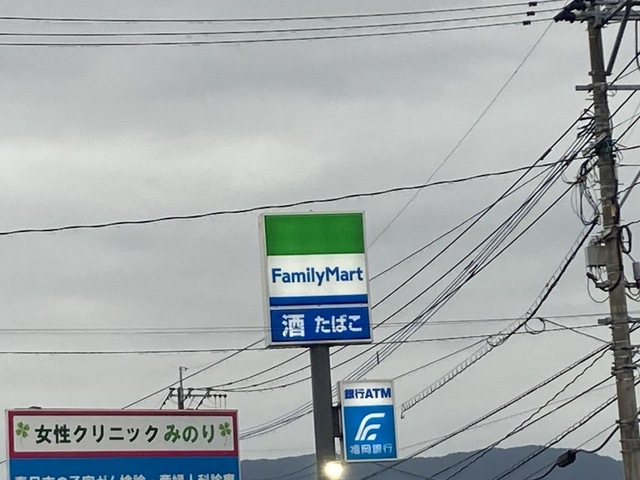 FamilyMart
酒 たばこ
銀行ATM
福岡銀行
女性クリニックみのり